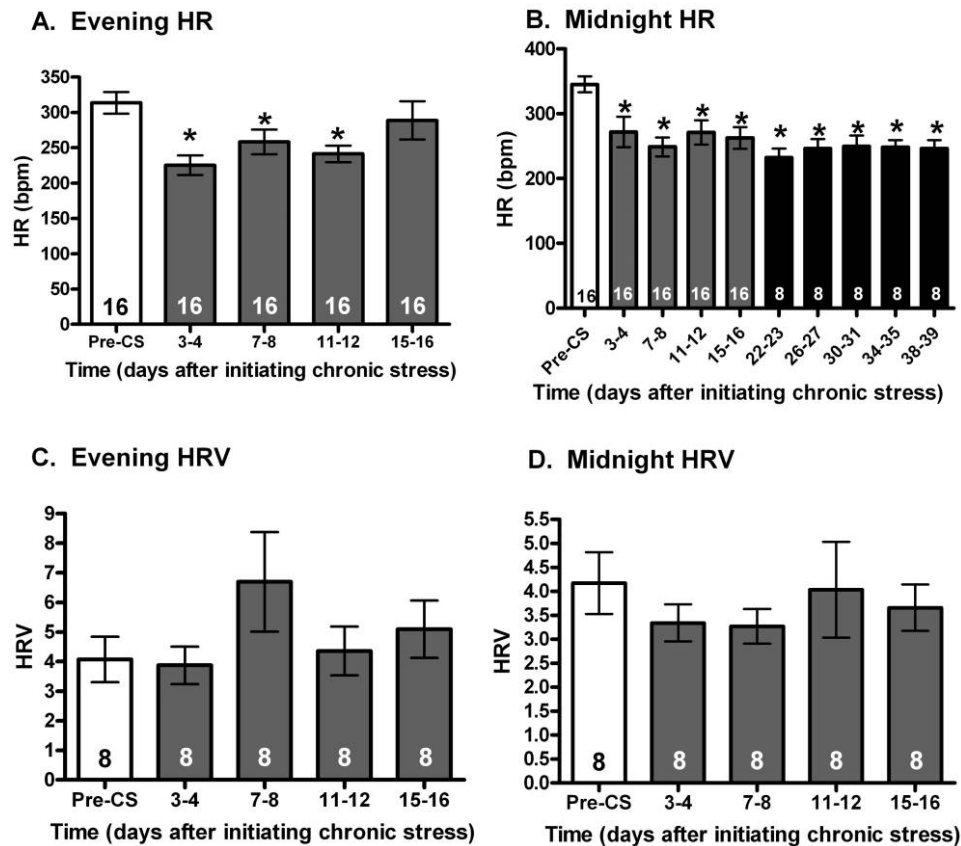 A. Evening HR
350
300
250
200
150
100
50
0
HR (bpm)
* * *
16 16 16 16 16
Pre-CS 3-4 7-8 11-12 15-16
Time (days after initiating chronic stress)
B. Midnight HR
400
300
200
100
0
HR (bpm)
* * * * * * * * *
16 16 16 16 16 8 8 8 8 8
Pre-CS 3-4 7-8 11-12 15-16 22-23 26-27 30-31 34-35 38-39
Time (days after initiating chronic stress)
C. Evening HRV
9
8
7
6
5
4
3
2
1
0
HRV
8 8 8 8 8
Pre-CS 3-4 7-8 11-12 15-16
Time (days after initiating chronic stress)
D. Midnight HRV
5.5
5.0
4.5
4.0
3.5
3.0
2.5
2.0
1.5
1.0
0.5
0.0
HRV
8 8 8 8 8
Pre-CS 3-4 7-8 11-12 15-16
Time (days after initiating chronic stress)